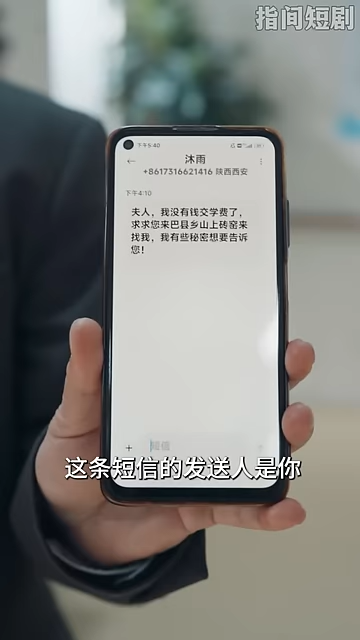 指间短剧
下午5:40
沐雨
+8617316621416 陕西西安
下午4:10
夫人，我没有钱交学费了，
求求您来巴县乡山上砖窑来
找我，我有些秘密想要告诉
您！
短信
这条短信的发送人是你